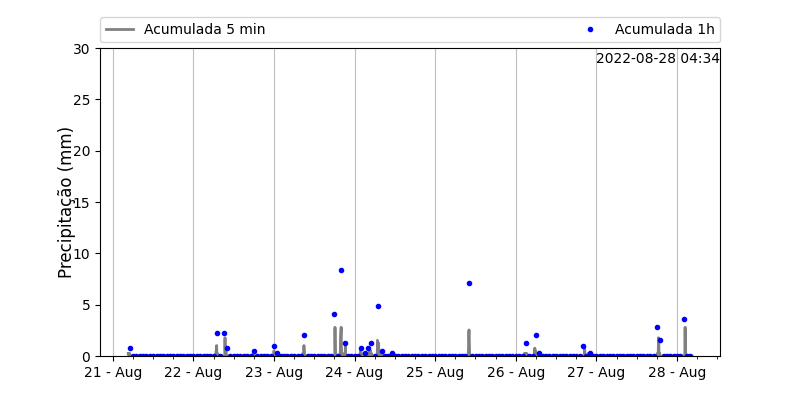 Acumulada 5 min
Acumulada 1h
2022-08-28 04:34
Precipitação (mm)
30
25
20
15
10
5
0
21 - Aug
22 - Aug
23 - Aug
24 - Aug
25 - Aug
26 - Aug
27 - Aug
28 - Aug